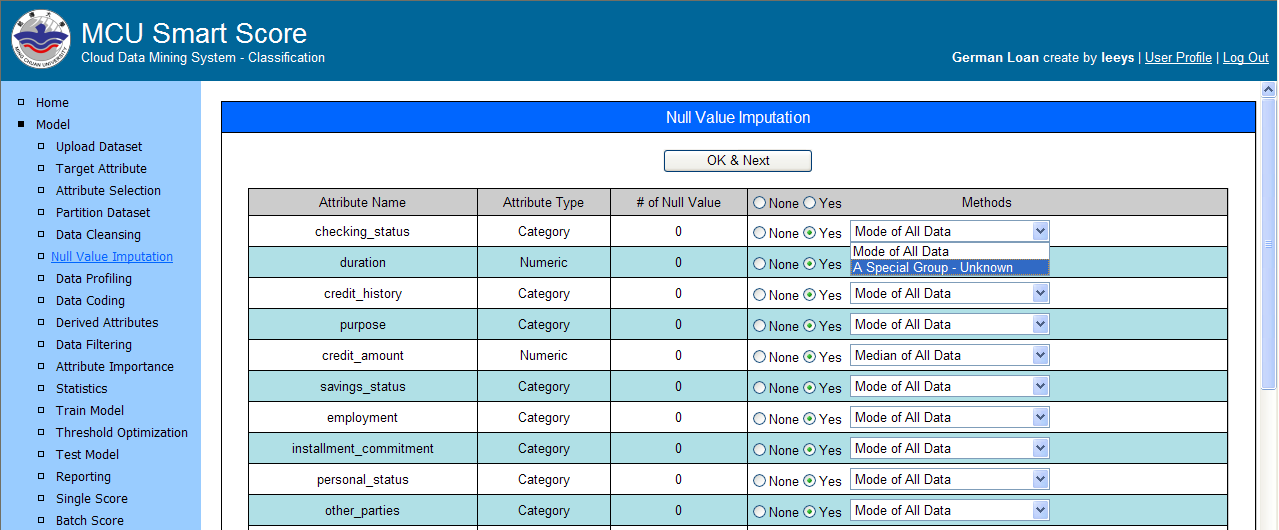 MCU Smart Score
Cloud Data Mining System - Classification
German Loan create by leeys | User Profile | Log Out
Home
Model
Upload Dataset
Target Attribute
Attribute Selection
Partition Dataset
Data Cleansing
Null Value Imputation
Data Profiling
Data Coding
Derived Attributes
Data Filtering
Attribute Importance
Statistics
Train Model
Threshold Optimization
Test Model
Reporting
Single Score
Batch Score
Null Value Imputation
OK & Next
Attribute Name Attribute Type # of Null Value None Yes Methods
checking_status Category 0 None Yes Mode of All Data
Mode of All Data
A Special Group - Unknown
duration Numeric 0 None Yes
credit_history Category 0 None Yes Mode of All Data
purpose Category 0 None Yes Mode of All Data
credit_amount Numeric 0 None Yes Median of All Data
savings_status Category 0 None Yes Mode of All Data
employment Category 0 None Yes Mode of All Data
installment_commitment Category 0 None Yes Mode of All Data
personal_status Category 0 None Yes Mode of All Data
other_parties Category 0 None Yes Mode of All Data